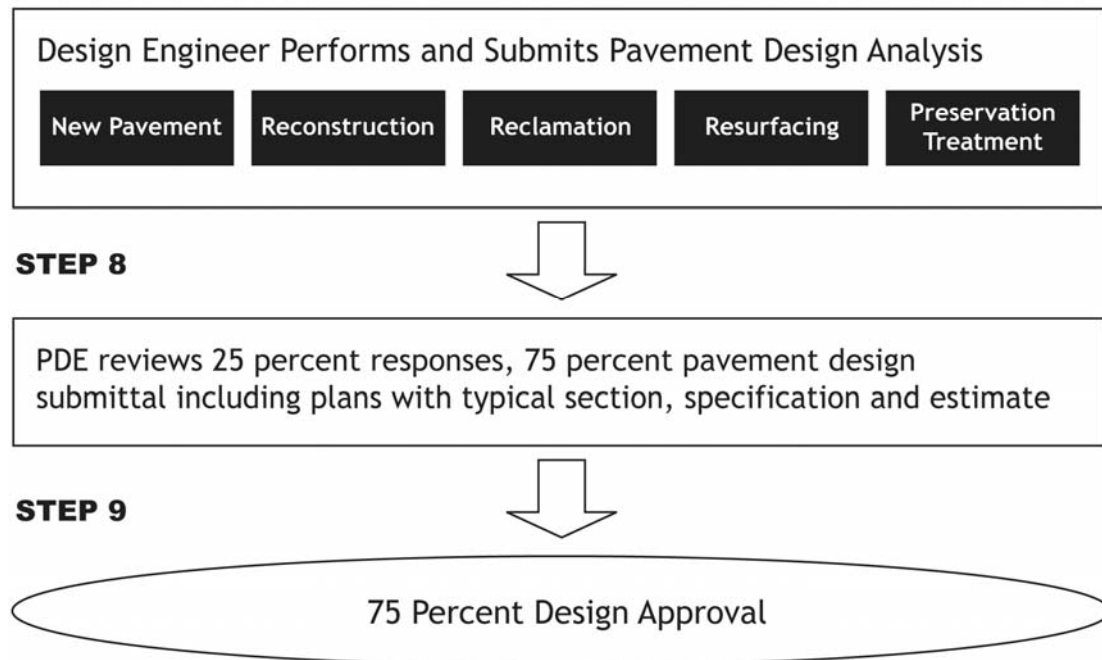 Design Engineer Performs and Submits Pavement Design Analysis
New Pavement
Reconstruction
Reclamation
Resurfacing
Preservation
Treatment
STEP 8
PDE reviews 25 percent responses, 75 percent pavement design
submittal including plans with typical section, specification and estimate
STEP 9
75 Percent Design Approval